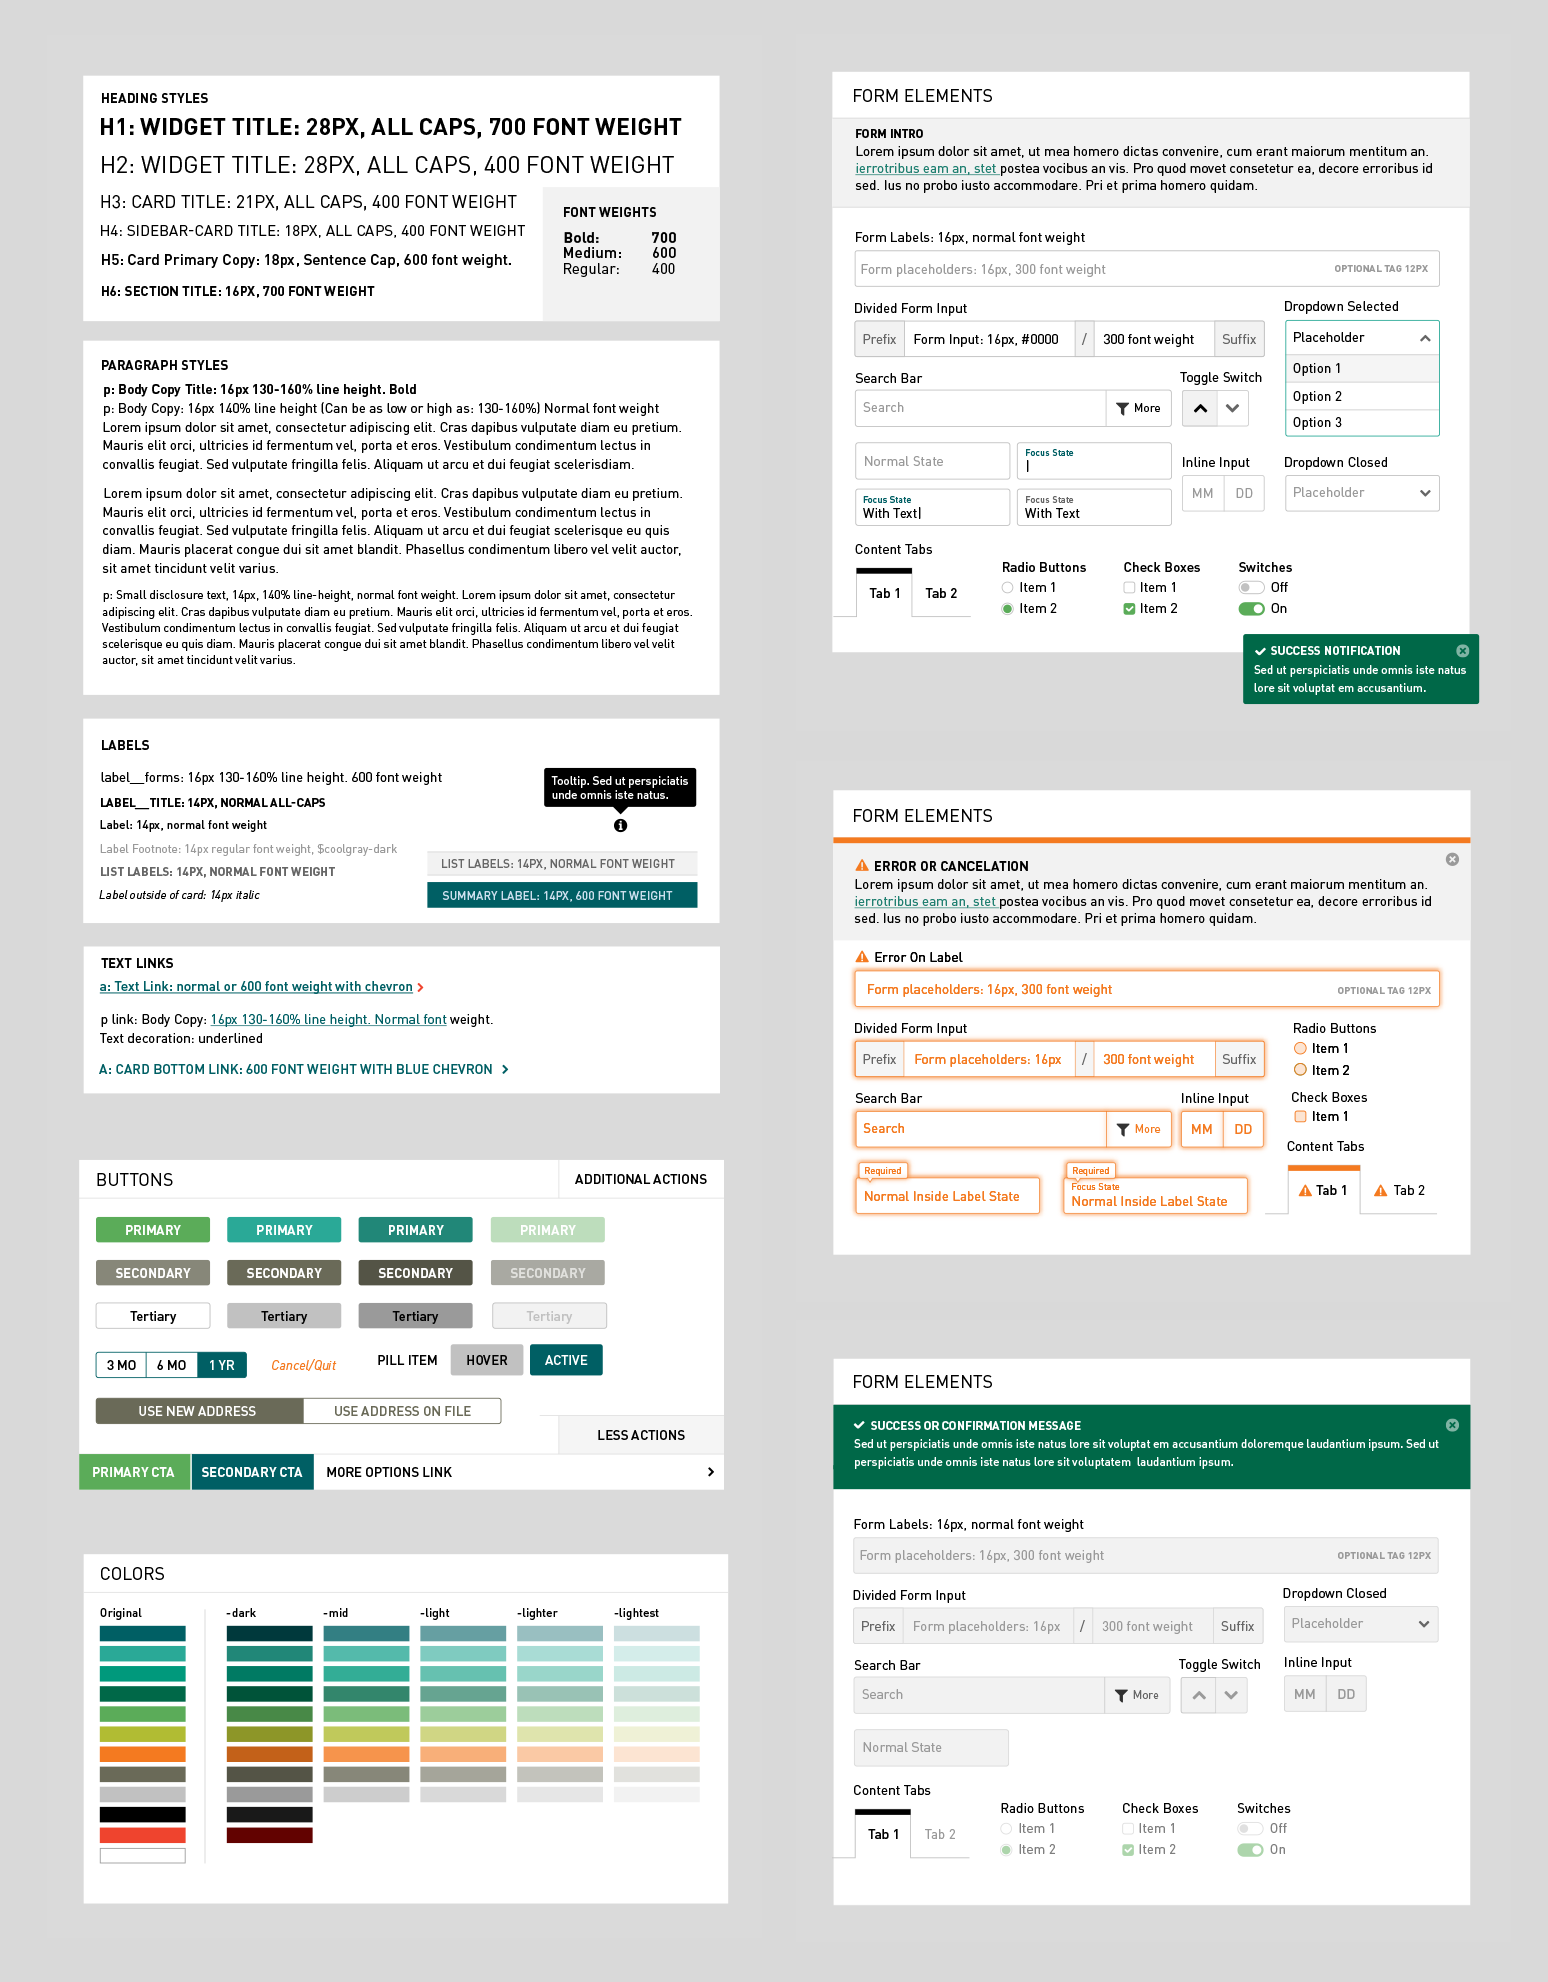 HEADING STYLES
H1: WIDGET TITLE: 28PX, ALL CAPS, 700 FONT WEIGHT
H2: WIDGET TITLE: 28PX, ALL CAPS, 400 FONT WEIGHT
H3: CARD TITLE: 21PX, ALL CAPS, 400 FONT WEIGHT
H4: SIDEBAR-CARD TITLE: 18PX, ALL CAPS, 400 FONT WEIGHT
H5: Card Primary Copy: 18px, Sentence Cap, 600 font weight.
H6: SECTION TITLE: 16PX, 700 FONT WEIGHT
FONT WEIGHTS
Bold: 700
Medium: 600
Regular: 400
PARAGRAPH STYLES
p: Body Copy Title: 16px 130-160% line height. Bold
p: Body Copy: 16px 140% line height (Can be as low or high as: 130-160%) Normal font weight
Lorem ipsum dolor sit amet, consectetur adipiscing elit. Cras dapibus vulputate diam eu pretium.
Mauris elit orci, ultricies id fermentum vel, porta et eros. Vestibulum condimentum lectus in
convallis feugiat. Sed vulputate fringilla felis. Aliquam ut arcu et dui feugiat scelerisdiam.
Lorem ipsum dolor sit amet, consectetur adipiscing elit. Cras dapibus vulputate diam eu pretium.
Mauris elit orci, ultricies id fermentum vel, porta et eros. Vestibulum condimentum lectus in
convallis feugiat. Sed vulputate fringilla felis. Aliquam ut arcu et dui feugiat scelerisque eu quis
diam. Mauris placerat congue dui sit amet blandit. Phasellus condimentum libero vel velit auctor,
sit amet tincidunt velit varius.
p: Small disclosure text, 14px, 140% line-height, normal font weight. Lorem ipsum dolor sit amet, consectetur
adipiscing elit. Cras dapibus vulputate diam eu pretium. Mauris elit orci, ultricies id fermentum vel, porta et eros.
Vestibulum condimentum lectus in convallis feugiat. Sed vulputate fringilla felis. Aliquam ut arcu et dui feugiat
scelerisque eu quis diam. Mauris placerat congue dui sit amet blandit. Phasellus condimentum libero vel velit
auctor, sit amet tincidunt velit varius.
LABELS
label__forms: 16px 130-160% line height. 600 font weight
LABEL__TITLE: 14PX, NORMAL ALL-CAPS
Label: 14px, normal font weight
Label Footnote: 14px regular font weight, $coolgray-dark
LIST LABELS: 14PX, NORMAL FONT WEIGHT
Label outside of card: 14px italic
Tooltip. Sed ut perspiciatis
unde omnis iste natus.
LIST LABELS: 14PX, NORMAL FONT WEIGHT
SUMMARY LABEL: 14PX, 600 FONT WEIGHT
TEXT LINKS
a: Text Link: normal or 600 font weight with chevron
p link: Body Copy: 16px 130-160% line height. Normal font weight.
Text decoration: underlined
A: CARD BOTTOM LINK: 600 FONT WEIGHT WITH BLUE CHEVRON
BUTTONS
ADDITIONAL ACTIONS
PRIMARY PRIMARY PRIMARY PRIMARY
SECONDARY SECONDARY SECONDARY SECONDARY
Tertiary Tertiary Tertiary Tertiary
3 MO 6 MO 1 YR Cancel/Quit PILL ITEM HOVER ACTIVE
USE NEW ADDRESS USE ADDRESS ON FILE
LESS ACTIONS
PRIMARY CTA SECONDARY CTA MORE OPTIONS LINK
COLORS
Original -dark -mid -light -lighter -lightest
FORM ELEMENTS
FORM INTRO
Lorem ipsum dolor sit amet, ut mea homero dictas convenire, cum erant maiorum mentitum an.
ierrotribus eam an, stet postea vocibus an vis. Pro quod movet consetetur ea, decore erroribus id
sed. Ius no probo iusto accommodare. Pri et prima homero quidam.
Form Labels: 16px, normal font weight
Form placeholders: 16px, 300 font weight OPTIONAL TAG 12PX
Divided Form Input
Prefix Form Input: 16px, #0000 / 300 font weight Suffix
Dropdown Selected
Placeholder
Option 1
Option 2
Option 3
Search Bar
Search More
Toggle Switch
Normal State
Focus State
Focus State
With Text
Focus State
With Text
Inline Input
MM DD
Dropdown Closed
Placeholder
Content Tabs
Tab 1 Tab 2
Radio Buttons
Item 1
Item 2
Check Boxes
Item 1
Item 2
Switches
Off
On
SUCCESS NOTIFICATION
Sed ut perspiciatis unde omnis iste natus
lore sit voluptat em accusantium.
FORM ELEMENTS
ERROR OR CANCELATION
Lorem ipsum dolor sit amet, ut mea homero dictas convenire, cum erant maiorum mentitum an.
ierrotribus eam an, stet postea vocibus an vis. Pro quod movet consetetur ea, decore erroribus id
sed. Ius no probo iusto accommodare. Pri et prima homero quidam.
Error On Label
Form placeholders: 16px, 300 font weight OPTIONAL TAG 12PX
Divided Form Input
Prefix Form placeholders: 16px / 300 font weight Suffix
Radio Buttons
Item 1
Item 2
Search Bar
Search More
Inline Input
MM DD
Check Boxes
Item 1
Required
Normal Inside Label State
Required
Focus State
Normal Inside Label State
Content Tabs
Tab 1 Tab 2
FORM ELEMENTS
SUCCESS OR CONFIRMATION MESSAGE
Sed ut perspiciatis unde omnis iste natus lore sit voluptat em accusantium doloremque laudantium ipsum. Sed ut
perspiciatis unde omnis iste natus lore sit voluptatem laudantium ipsum.
Form Labels: 16px, normal font weight
Form placeholders: 16px, 300 font weight OPTIONAL TAG 12PX
Divided Form Input
Prefix Form placeholders: 16px / 300 font weight Suffix
Dropdown Closed
Placeholder
Search Bar
Search More
Toggle Switch
Inline Input
MM DD
Normal State
Content Tabs
Tab 1 Tab 2
Radio Buttons
Item 1
Item 2
Check Boxes
Item 1
Item 2
Switches
Off
On